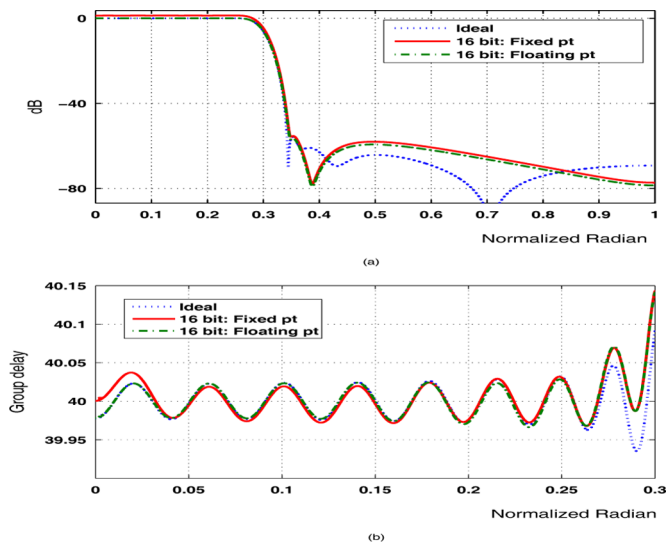 0
−40
−80
dB
Ideal
16 bit: Fixed pt
16 bit: Floating pt
0 0.1 0.2 0.3 0.4 0.5 0.6 0.7 0.8 0.9 1
Normalized Radian
(a)
40.15
40.1
40.05
40
39.95
Group delay
Ideal
16 bit: Fixed pt
16 bit: Floating pt
0 0.05 0.1 0.15 0.2 0.25 0.3
Normalized Radian
(b)